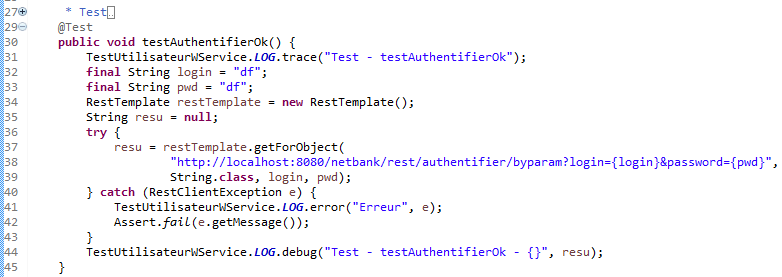 27 * Test
29 @Test
30 public void testAuthentifierOk() {
31 TestUtilisateurWService.LOG.trace("Test - testAuthentifierOk");
32 final String login = "df";
33 final String pwd = "df";
34 RestTemplate restTemplate = new RestTemplate();
35 String resu = null;
36 try {
37 resu = restTemplate.getForObject(
38 "http://localhost:8080/netbank/rest/authentifier/byparam?login={login}&password={pwd}",
39 String.class, login, pwd);
40 } catch (RestClientException e) {
41 TestUtilisateurWService.LOG.error("Erreur", e);
42 Assert.fail(e.getMessage());
43 }
44 TestUtilisateurWService.LOG.debug("Test - testAuthentifierOk - {}", resu);
45 }